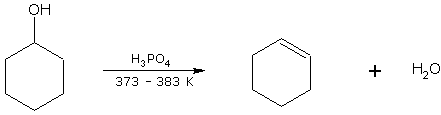 OH
H₃PO₄
373 - 383 K
+
H₂O